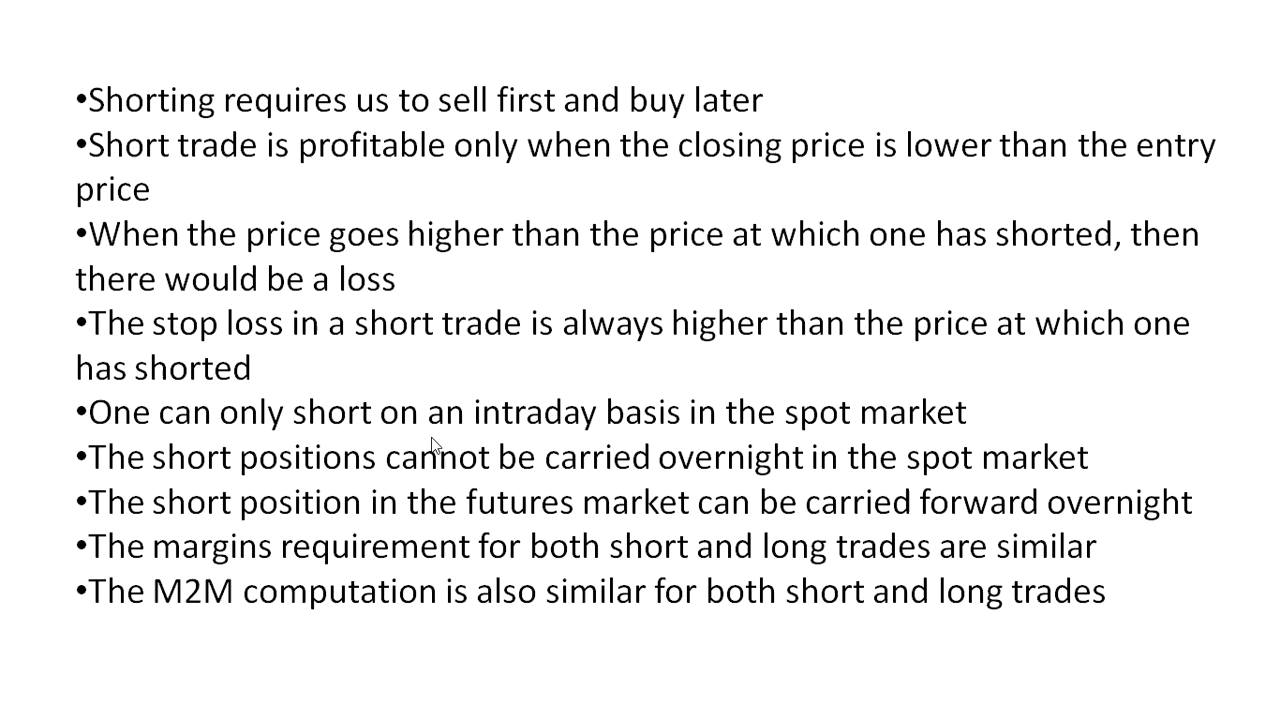 •Shorting requires us to sell first and buy later
•Short trade is profitable only when the closing price is lower than the entry
price
•When the price goes higher than the price at which one has shorted, then
there would be a loss
•The stop loss in a short trade is always higher than the price at which one
has shorted
•One can only short on an intraday basis in the spot market
•The short positions cannot be carried overnight in the spot market
•The short position in the futures market can be carried forward overnight
•The margins requirement for both short and long trades are similar
•The M2M computation is also similar for both short and long trades